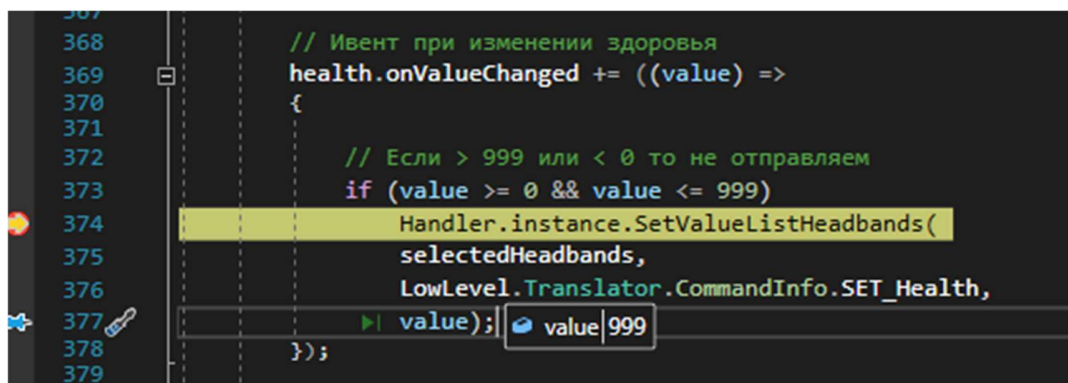 367
368 // Ивент при изменении здоровья
369 health.onValueChanged += ((value) =>
370 {
371
372 // Если > 999 или < 0 то не отправляем
373 if (value >= 0 && value <= 999)
374 Handler.instance.SetValueListHeadbands(
375 selectedHeadbands,
376 LowLevel.Translator.CommandInfo.SET_Health,
377 value); value 999
378 });
379